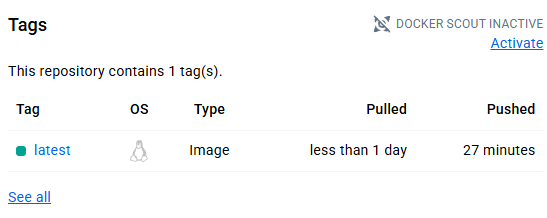 Tags
DOCKER SCOUT INACTIVE
Activate
This repository contains 1 tag(s).
Tag OS Type Pulled Pushed
latest Image less than 1 day 27 minutes
See all